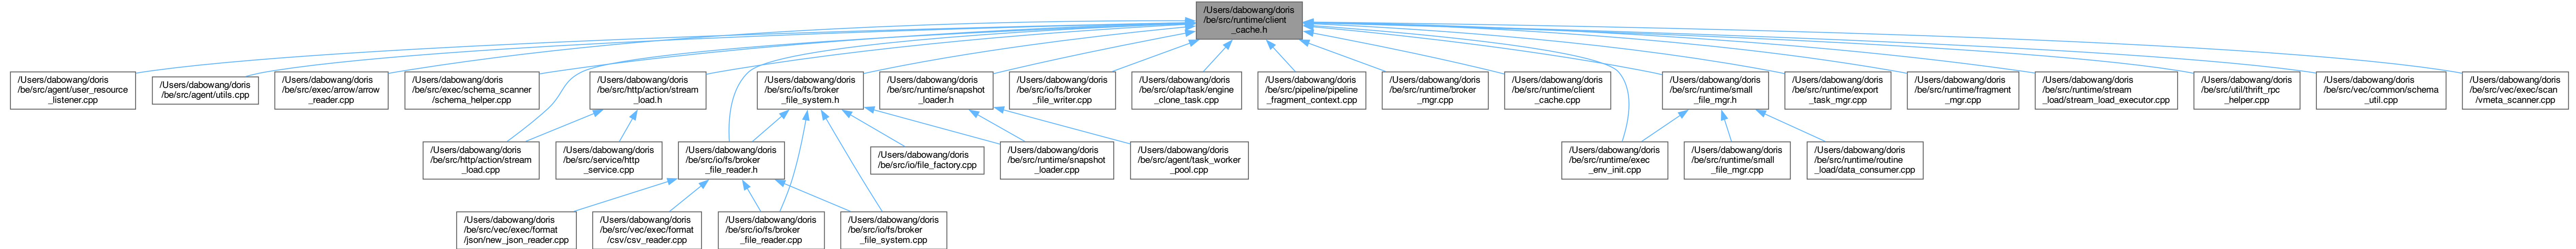 /Users/dabowang/doris
/be/src/runtime/client
_cache.h
/Users/dabowang/doris
/be/src/agent/user_resource
_listener.cpp
/Users/dabowang/doris
/be/src/agent/utils.cpp
/Users/dabowang/doris
/be/src/exec/arrow/arrow
_reader.cpp
/Users/dabowang/doris
/be/src/exec/schema_scanner
/schema_helper.cpp
/Users/dabowang/doris
/be/src/http/action/stream
_load.h
/Users/dabowang/doris
/be/src/io/fs/broker
_file_system.h
/Users/dabowang/doris
/be/src/runtime/snapshot
_loader.h
/Users/dabowang/doris
/be/src/io/fs/broker
_file_writer.cpp
/Users/dabowang/doris
/be/src/olap/task/engine
_clone_task.cpp
/Users/dabowang/doris
/be/src/pipeline/pipeline
_fragment_context.cpp
/Users/dabowang/doris
/be/src/runtime/broker
_mgr.cpp
/Users/dabowang/doris
/be/src/runtime/client
_cache.cpp
/Users/dabowang/doris
/be/src/runtime/small
_file_mgr.h
/Users/dabowang/doris
/be/src/runtime/export
_task_mgr.cpp
/Users/dabowang/doris
/be/src/runtime/fragment
_mgr.cpp
/Users/dabowang/doris
/be/src/runtime/stream
_load/stream_load_executor.cpp
/Users/dabowang/doris
/be/src/util/thrift_rpc
_helper.cpp
/Users/dabowang/doris
/be/src/vec/common/schema
_util.cpp
/Users/dabowang/doris
/be/src/vec/exec/scan
/vmeta_scanner.cpp
/Users/dabowang/doris
/be/src/http/action/stream
_load.cpp
/Users/dabowang/doris
/be/src/service/http
_service.cpp
/Users/dabowang/doris
/be/src/io/fs/broker
_file_reader.h
/Users/dabowang/doris
/be/src/io/file_factory.cpp
/Users/dabowang/doris
/be/src/runtime/snapshot
_loader.cpp
/Users/dabowang/doris
/be/src/agent/task_worker
_pool.cpp
/Users/dabowang/doris
/be/src/runtime/exec
_env_init.cpp
/Users/dabowang/doris
/be/src/runtime/small
_file_mgr.cpp
/Users/dabowang/doris
/be/src/runtime/routine
_load/data_consumer.cpp
/Users/dabowang/doris
/be/src/vec/exec/format
/json/new_json_reader.cpp
/Users/dabowang/doris
/be/src/vec/exec/format
/csv/csv_reader.cpp
/Users/dabowang/doris
/be/src/io/fs/broker
_file_reader.cpp
/Users/dabowang/doris
/be/src/io/fs/broker
_file_system.cpp